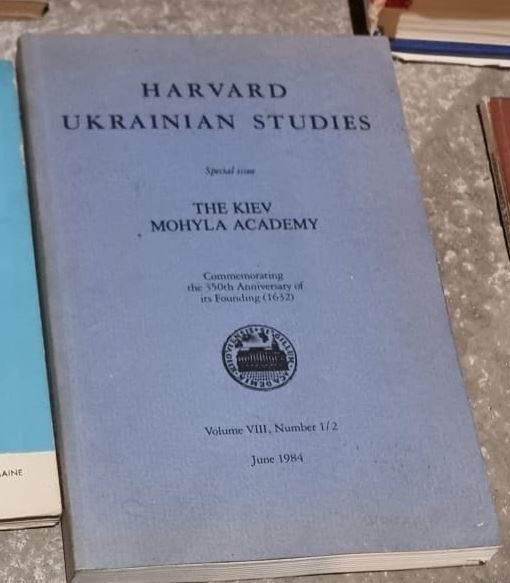 HARVARD
UKRAINIAN STUDIES
Special issue
THE KIEV
MOHYLA ACADEMY
Commemorating
the 350th Anniversary of
its Founding (1632)
Volume VIII, Number 1/2
June 1984
AINE